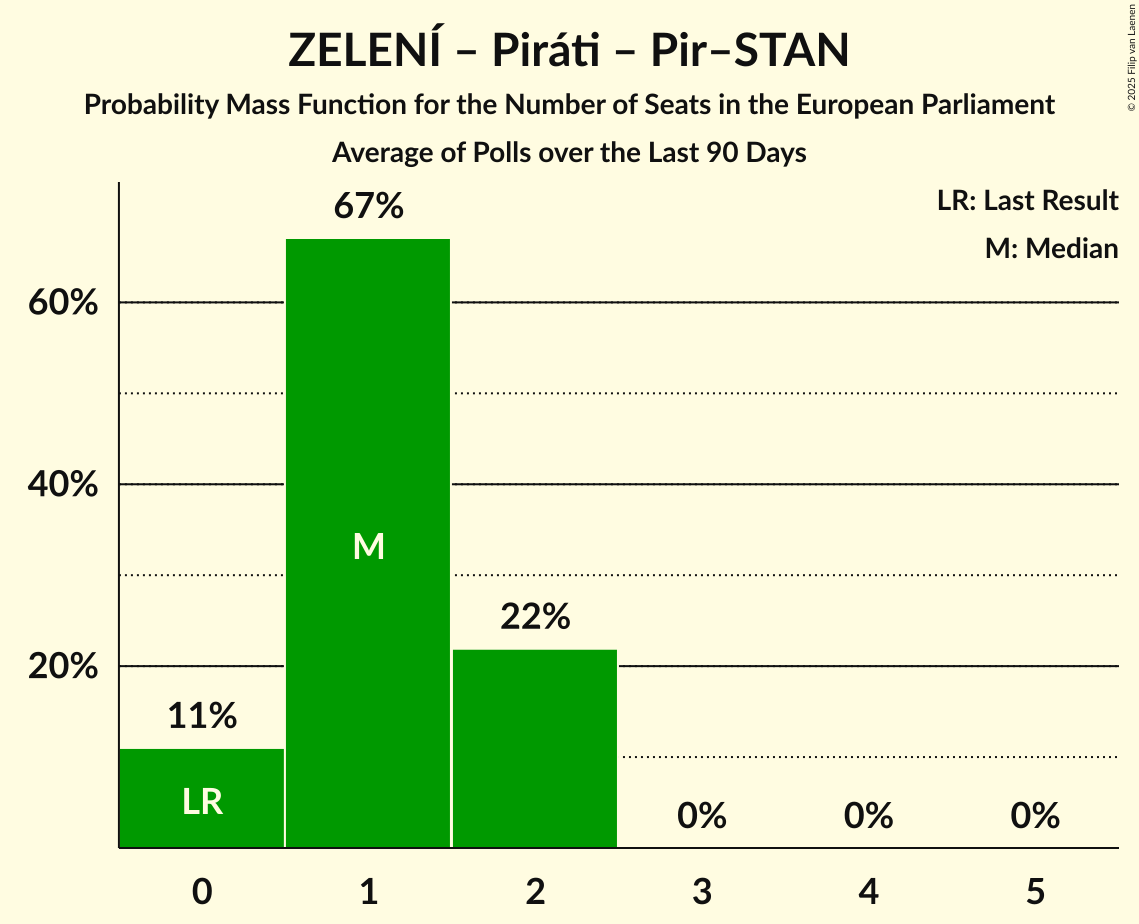 ZELENÍ – Piráti – Pir–STAN
Probability Mass Function for the Number of Seats in the European Parliament
Average of Polls over the Last 90 Days
© 2025 Filip van Laenen
LR: Last Result
M: Median
67%
60%
40%
M
22%
20%
11%
LR
0%
0%
0%
0
1
2
3
4
5